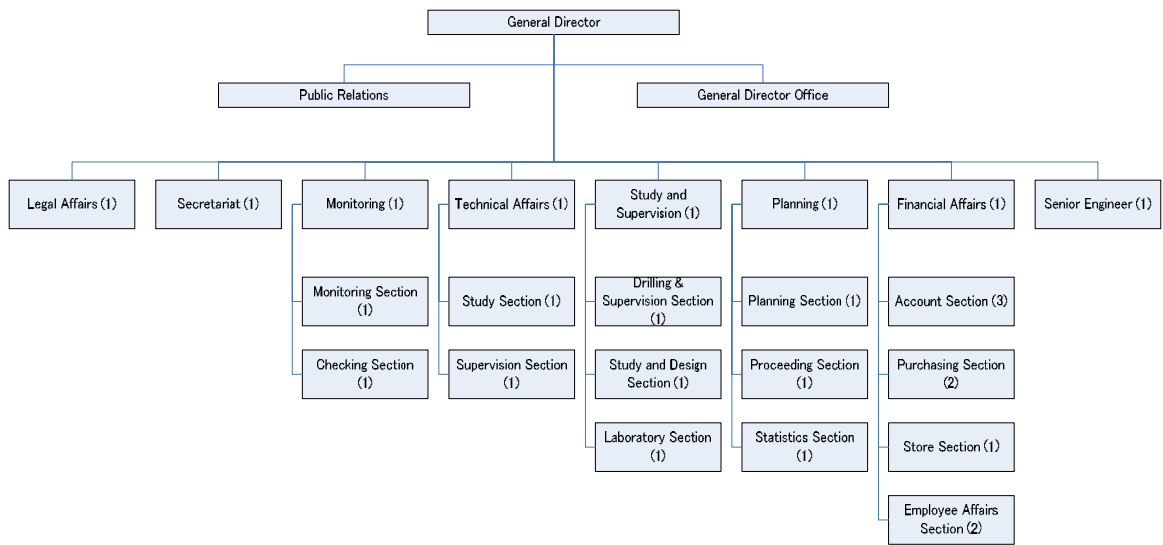 General Director
Public Relations
General Director Office
Legal Affairs (1)
Secretariat (1)
Monitoring (1)
Technical Affairs (1)
Study and
Supervision (1)
Planning (1)
Financial Affairs (1)
Senior Engineer (1)
Monitoring Section
(1)
Study Section (1)
Drilling &
Supervision Section
(1)
Planning Section (1)
Account Section (3)
Checking Section
(1)
Supervision Section
(1)
Study and Design
Section (1)
Proceeding Section
(1)
Purchasing Section
(2)
Laboratory Section
(1)
Statistics Section
(1)
Store Section (1)
Employee Affairs
Section (2)